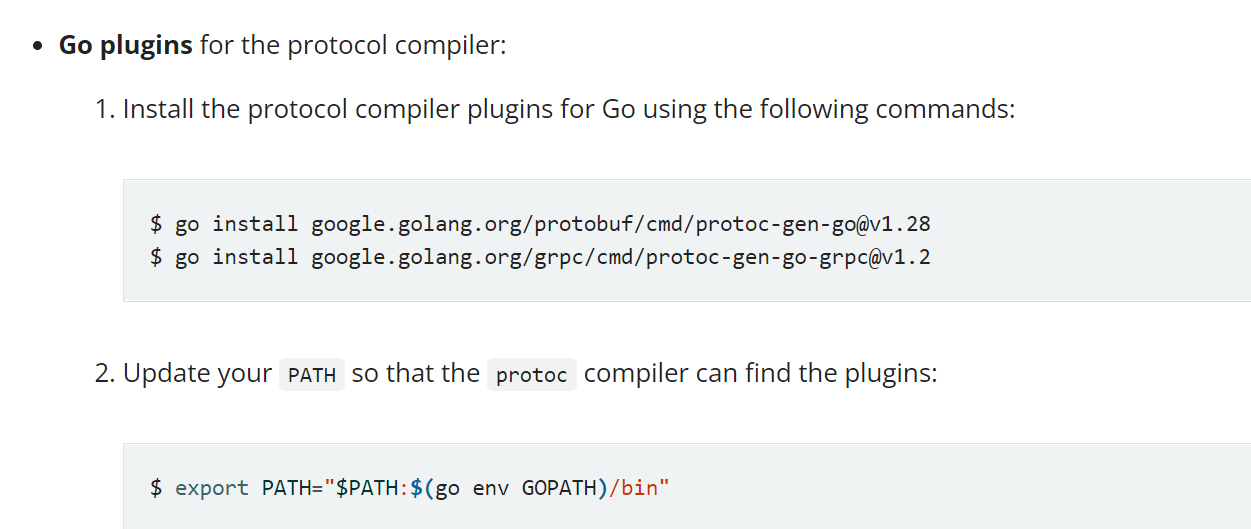 • Go plugins for the protocol compiler:
1. Install the protocol compiler plugins for Go using the following commands:
$ go install google.golang.org/protobuf/cmd/protoc-gen-go@v1.28
$ go install google.golang.org/grpc/cmd/protoc-gen-go-grpc@v1.2
2. Update your PATH so that the protoc compiler can find the plugins:
$ export PATH="$PATH:$(go env GOPATH)/bin"